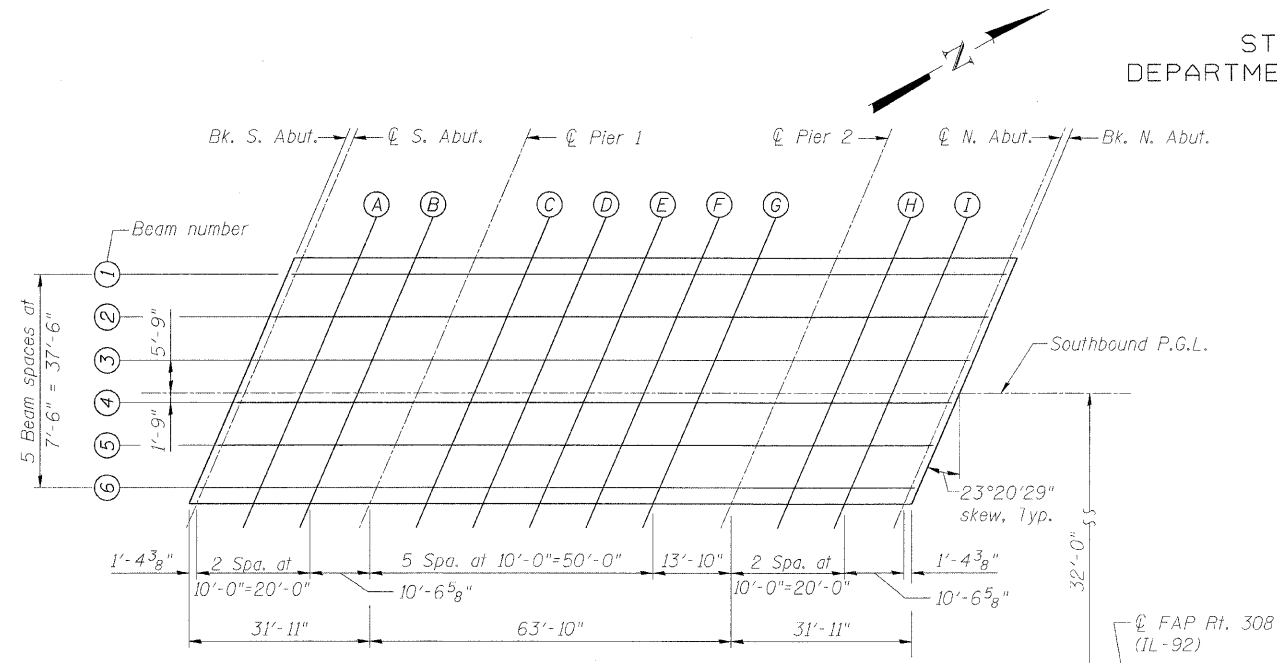 ST
DEPARTME
N
Bk. S. Abut.
℄ S. Abut.
℄ Pier 1
℄ Pier 2
℄ N. Abut.
Bk. N. Abut.
A
B
C
D
E
F
G
H
I
Beam number
1
2
3
4
5
6
5 Beam spaces at
7'-6" = 37'-6"
5'-9"
1'-9"
Southbound P.G.L.
23°20'29"
skew, Typ.
32'-0"
1'-4 3/8"
2 Spa. at
10'-0"=20'-0"
10'-6 5/8"
5 Spa. at 10'-0"=50'-0"
13'-10"
2 Spa. at
10'-0"=20'-0"
10'-6 5/8"
1'-4 3/8"
31'-11"
63'-10"
31'-11"
℄ FAP Rt. 308
(IL-92)